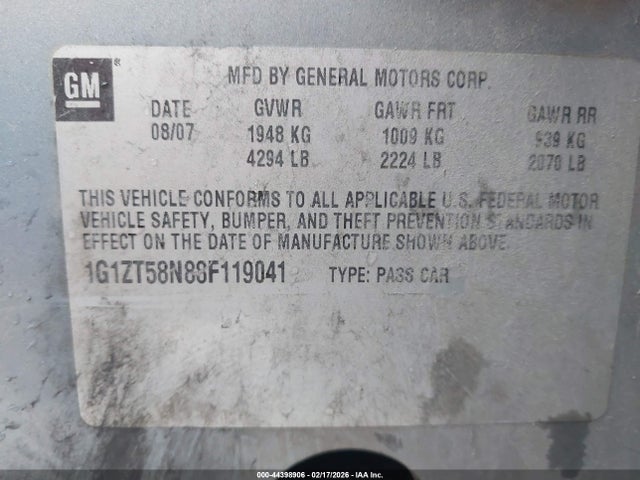 GM ®
MFD BY GENERAL MOTORS CORP.
DATE GVWR GAWR FRT GAWR RR
08/07 1948 KG 1009 KG 939 KG
4294 LB 2224 LB 2070 LB
THIS VEHICLE CONFORMS TO ALL APPLICABLE U.S. FEDERAL MOTOR
VEHICLE SAFETY, BUMPER, AND THEFT PREVENTION STANDARDS IN
EFFECT ON THE DATE OF MANUFACTURE SHOWN ABOVE.
1G1ZT58N88F119041 TYPE: PASS CAR
000-44398906 - 02/17/2026 - IAA Inc.